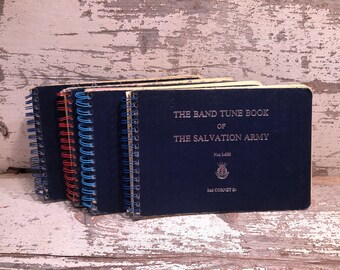 THE BAND TUNE BOOK
OF
THE SALVATION ARMY
2nd CORNET B♭